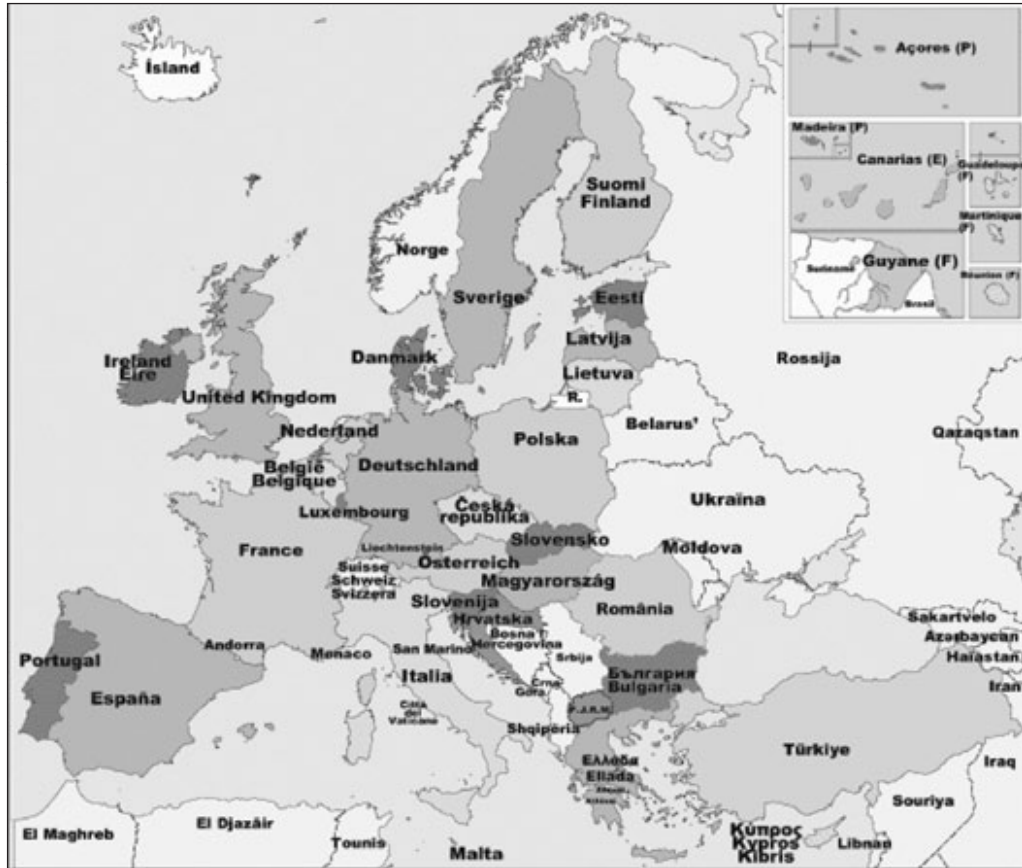 Ísland
Açores (P)
Madeira (P)
Canarias (E)
Guadeloupe
(F)
Martinique
(F)
Guyane (F)
Suriname
Brasil
Réunion (F)
Suomi
Finland
Norge
Sverige
Eesti
Latvija
Lietuva
R.
Danmark
Ireland
Éire
United Kingdom
Nederland
België
Belgique
Deutschland
Polska
Belarus'
Rossija
Qazaqstan
Luxembourg
Česká
republika
Ukraïna
Slovensko
Moldova
France
Liechtenstein
Österreich
Suisse
Schweiz
Svizzera
Magyarország
Slovenija
Hrvatska
România
Bosna i
Hercegovina
Srbija
Sakartvelo
Azərbaycan
Haïastan
Iran
Andorra
Monaco
San Marino
Italia
Crna
Gora
България
Bulgaria
F.J.R.M.
Portugal
España
Città
del
Vaticano
Shqipëria
Türkiye
Iraq
Ελλάδα
Ellada
Souriya
El Maghreb
El Djazâir
Tounis
Malta
Κύπρος
Kypros
Kibris
Libnan